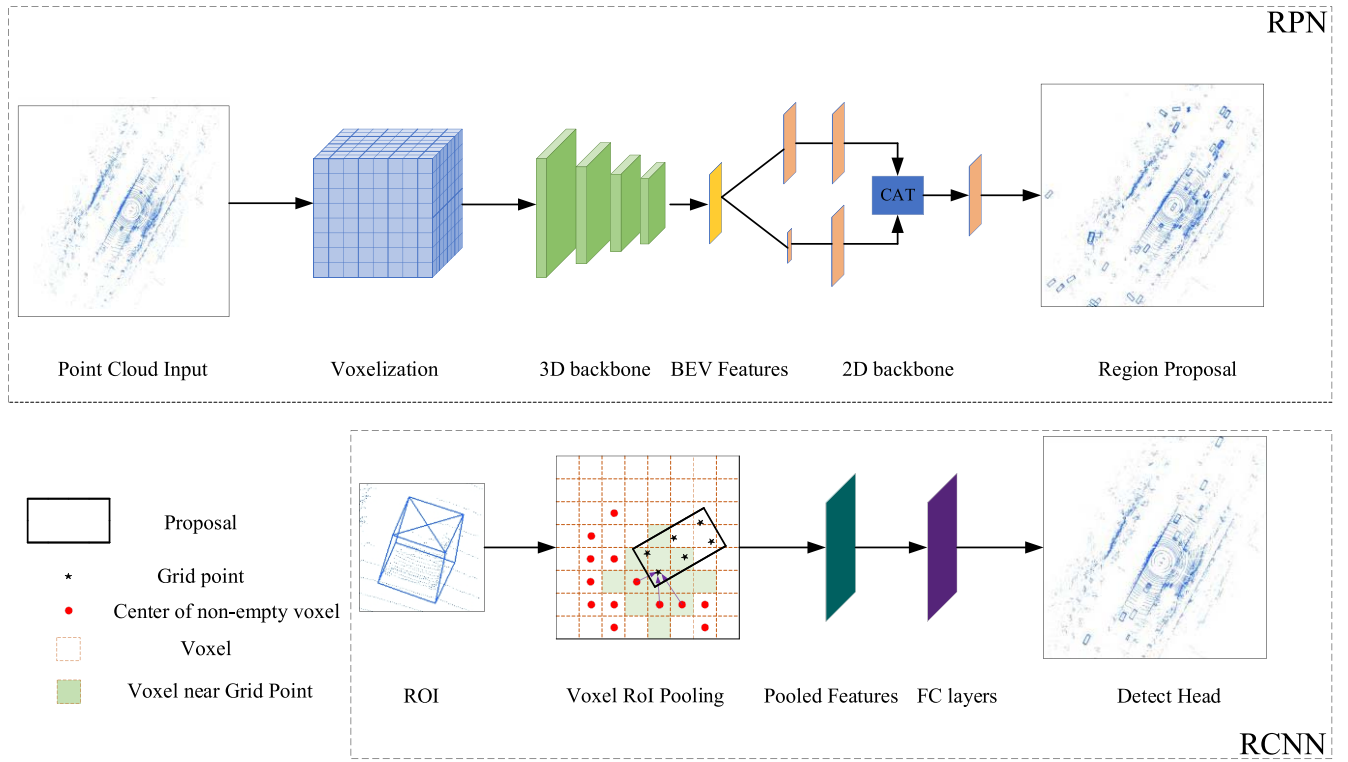 RPN
CAT
Point Cloud Input
Voxelization
3D backbone
BEV Features
2D backbone
Region Proposal
Proposal
Grid point
Center of non-empty voxel
Voxel
Voxel near Grid Point
ROI
Voxel RoI Pooling
Pooled Features
FC layers
Detect Head
RCNN